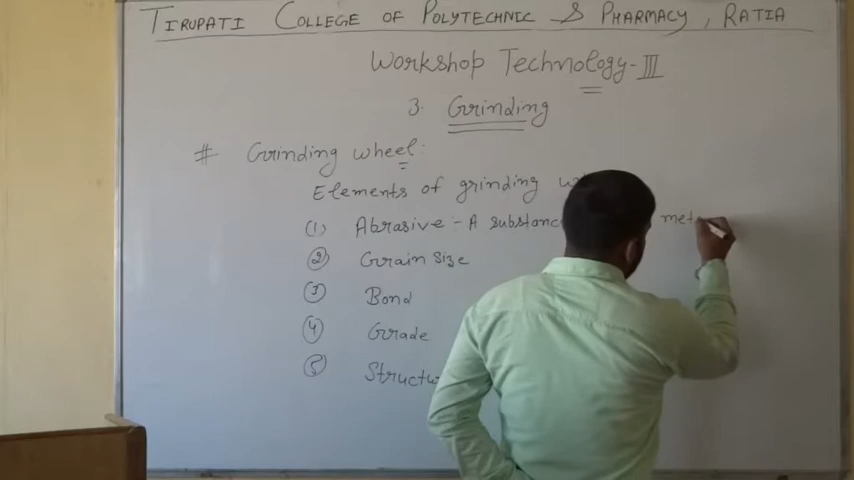 TIRUPATI COLLEGE OF POLYTECHNIC & PHARMACY, RATIA
Workshop Technology-III
3. Grinding
# Grinding wheel.
Elements of grinding
(1) Abrasive - A substanc met
(2) Grain Size
(3) Bond
(4) Grade
(5) Structu